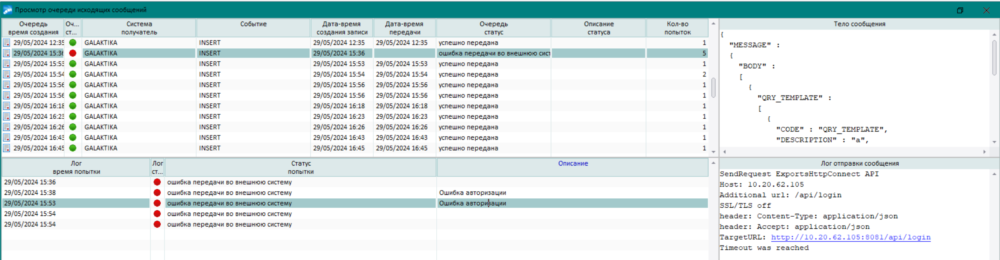 Просмотр очереди исходящих сообщений
Очередь время создания Оч... ст... Система получатель Событие Дата-время создания записи Дата-время передачи Очередь статус Описание статуса Кол-во попыток
29/05/2024 12:35 GALAKTIKA INSERT 29/05/2024 12:35 29/05/2024 12:35 успешно передана 1
29/05/2024 15:36 GALAKTIKA INSERT 29/05/2024 15:36 ошибка передачи во внешнюю сист 5
29/05/2024 15:53 GALAKTIKA INSERT 29/05/2024 15:53 29/05/2024 15:53 успешно передана 1
29/05/2024 15:54 GALAKTIKA INSERT 29/05/2024 15:54 29/05/2024 15:54 успешно передана 2
29/05/2024 15:56 GALAKTIKA INSERT 29/05/2024 15:56 29/05/2024 15:56 успешно передана 1
29/05/2024 15:56 GALAKTIKA INSERT 29/05/2024 15:56 29/05/2024 15:56 успешно передана 1
29/05/2024 16:18 GALAKTIKA INSERT 29/05/2024 16:18 29/05/2024 16:18 успешно передана 1
29/05/2024 16:23 GALAKTIKA INSERT 29/05/2024 16:23 29/05/2024 16:23 успешно передана 1
29/05/2024 16:26 GALAKTIKA INSERT 29/05/2024 16:26 29/05/2024 16:26 успешно передана 1
29/05/2024 16:43 GALAKTIKA INSERT 29/05/2024 16:43 29/05/2024 16:43 успешно передана 1
29/05/2024 16:45 GALAKTIKA INSERT 29/05/2024 16:45 29/05/2024 16:45 успешно передана 1
Тело сообщения
{
"MESSAGE" :
{
"BODY" :
[
{
"QRY_TEMPLATE" :
[
{
"CODE" : "QRY_TEMPLATE",
"DESCRIPTION" : "a",
Лог время попытки Лог ст... Статус попытки Описание
29/05/2024 15:36 ошибка передачи во внешнюю систему
29/05/2024 15:38 ошибка передачи во внешнюю систему Ошибка авторизации
29/05/2024 15:53 ошибка передачи во внешнюю систему Ошибка авторизации
29/05/2024 15:54 ошибка передачи во внешнюю систему
29/05/2024 15:54 ошибка передачи во внешнюю систему
Лог отправки сообщения
SendRequest ExportsHttpConnect API
Host: 10.20.62.105
Additional url: /api/login
SSL/TLS off
header: Content-Type: application/json
header: Accept: application/json
TargetURL: http://10.20.62.105:8081/api/login
Timeout was reached